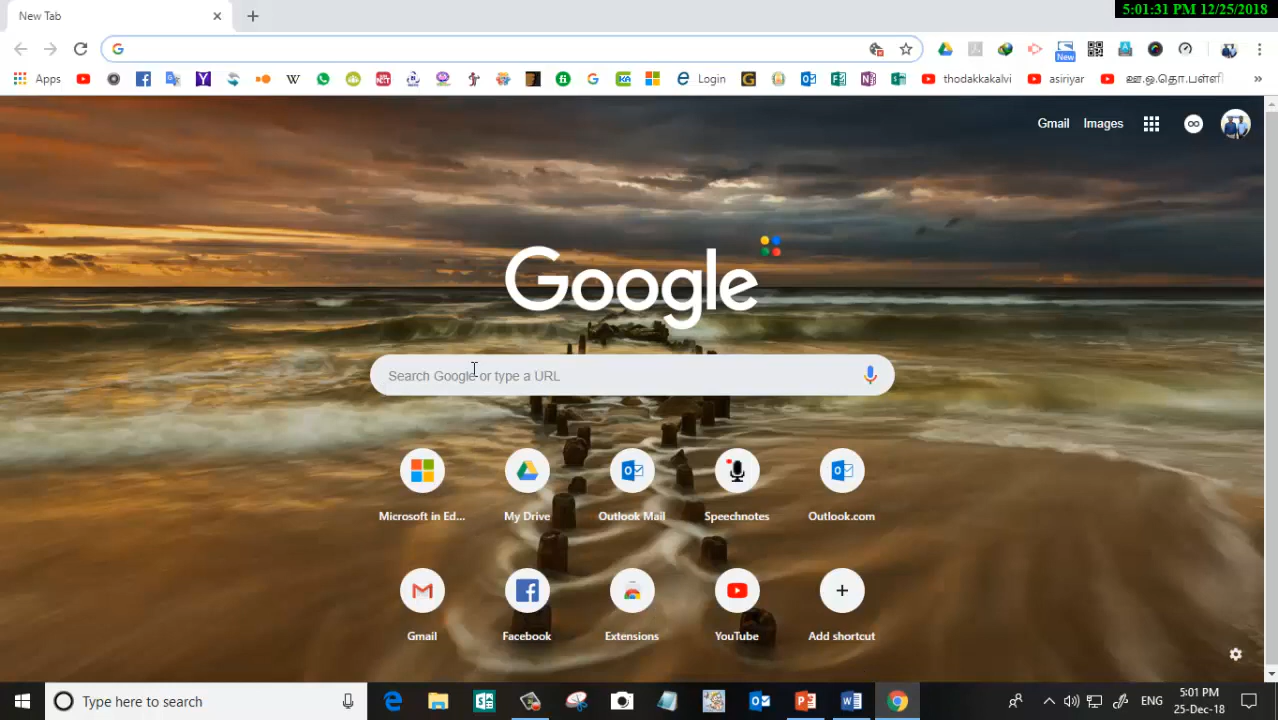 New Tab
5:01:31 PM 12/25/2018
New
Apps
Login
thodakkakalvi
asiriyar
ஊ.ஒ.தொ.பள்ளி
Gmail Images
Google
Search Google or type a URL
Microsoft in Ed...
My Drive
Outlook Mail
Speechnotes
Outlook.com
Gmail
Facebook
Extensions
YouTube
Add shortcut
Type here to search
ENG
5:01 PM
25-Dec-18